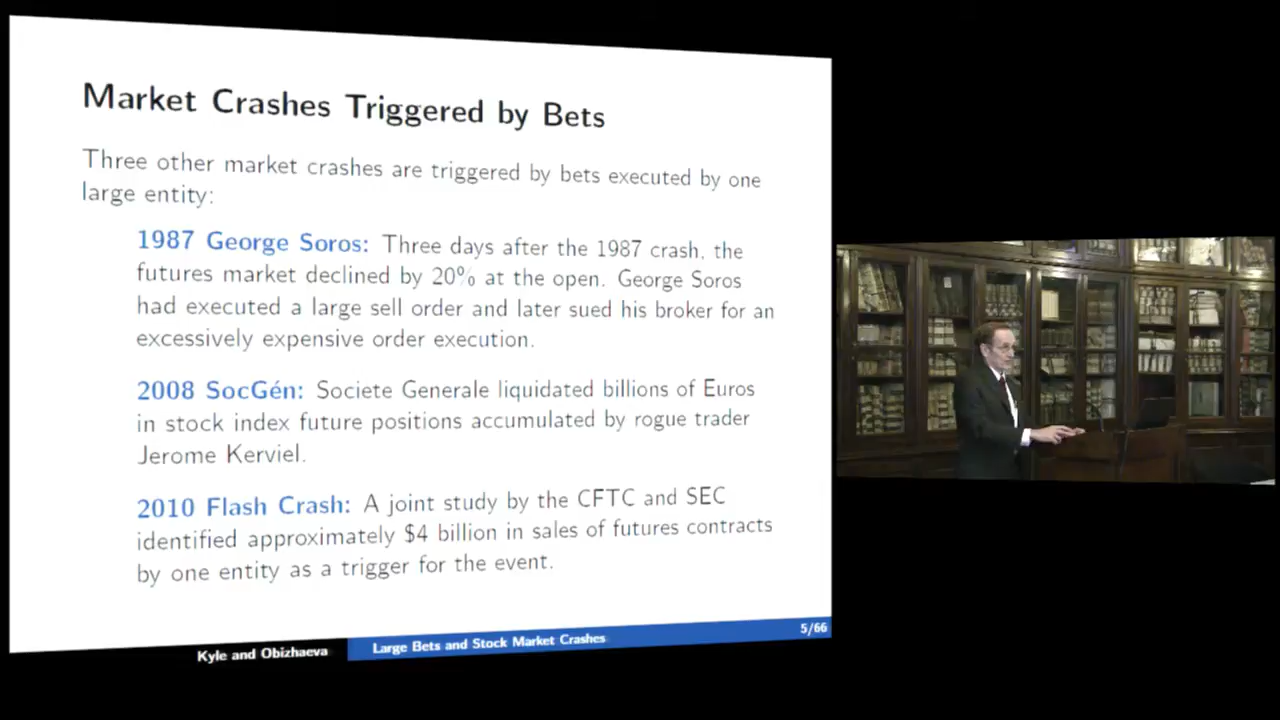 Market Crashes Triggered by Bets
Three other market crashes are triggered by bets executed by one
large entity:
1987 George Soros: Three days after the 1987 crash, the
futures market declined by 20% at the open. George Soros
had executed a large sell order and later sued his broker for an
excessively expensive order execution.
2008 SocGén: Societe Generale liquidated billions of Euros
in stock index future positions accumulated by rogue trader
Jerome Kerviel.
2010 Flash Crash: A joint study by the CFTC and SEC
identified approximately $4 billion in sales of futures contracts
by one entity as a trigger for the event.
Kyle and Obizhaeva
Large Bets and Stock Market Crashes
5/66